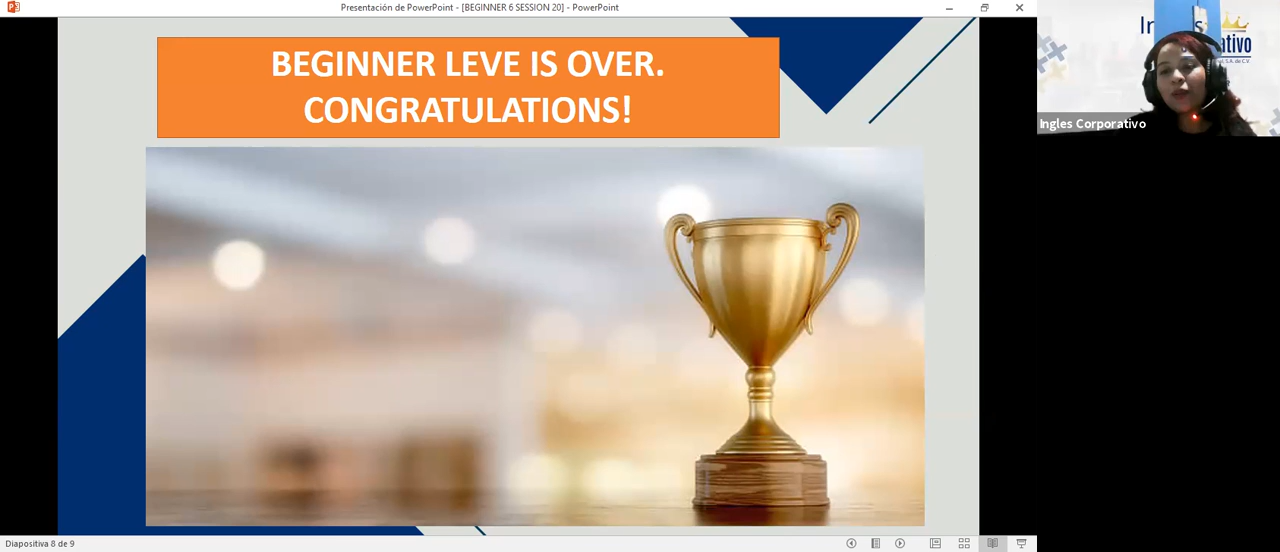 Presentación de PowerPoint - [BEGINNER 6 SESSION 20] - PowerPoint
BEGINNER LEVE IS OVER.
CONGRATULATIONS!
Ingles Corporativo
Diapositiva 8 de 9